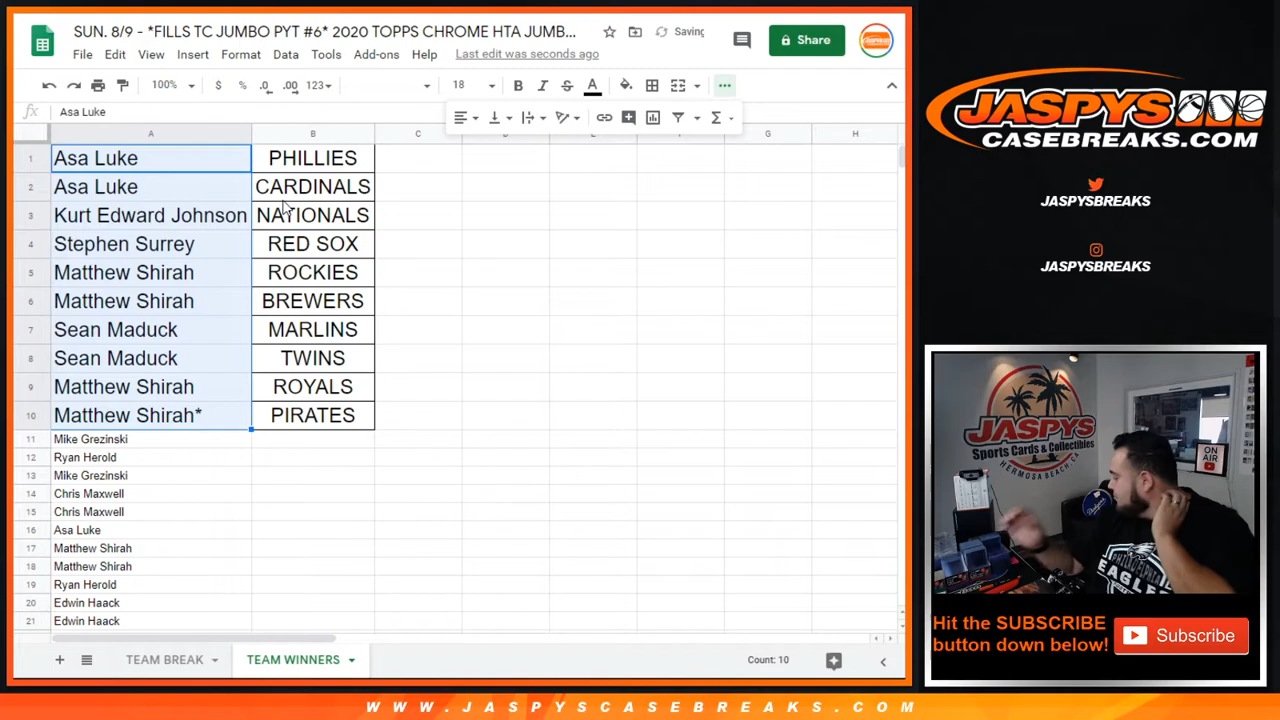 SUN. 8/9 - *FILLS TC JUMBO PYT #6* 2020 TOPPS CHROME HTA JUMB...
Saving
Share
File Edit View Insert Format Data Tools Add-ons Help Last edit was seconds ago
100% $ % .0 .00 123 18 B I S A
fx Asa Luke
A B C G H
1 Asa Luke PHILLIES
2 Asa Luke CARDINALS
3 Kurt Edward Johnson NATIONALS
4 Stephen Surrey RED SOX
5 Matthew Shirah ROCKIES
6 Matthew Shirah BREWERS
7 Sean Maduck MARLINS
8 Sean Maduck TWINS
9 Matthew Shirah ROYALS
10 Matthew Shirah* PIRATES
11 Mike Grezinski
12 Ryan Herold
13 Mike Grezinski
14 Chris Maxwell
15 Chris Maxwell
16 Asa Luke
17 Matthew Shirah
18 Matthew Shirah
19 Ryan Herold
20 Edwin Haack
21 Edwin Haack
TEAM BREAK TEAM WINNERS Count: 10
JASPYS
CASEBREAKS.COM
JASPYSBREAKS
JASPYSBREAKS
JASPYS
Sports Cards & Collectibles
HERMOSA BEACH, CA
ON AIR
Dodgers
PHILADELPHIA
EAGLES
Hit the SUBSCRIBE
button down below!
Subscribe
WWW.JASPYSCASEBREAKS.COM